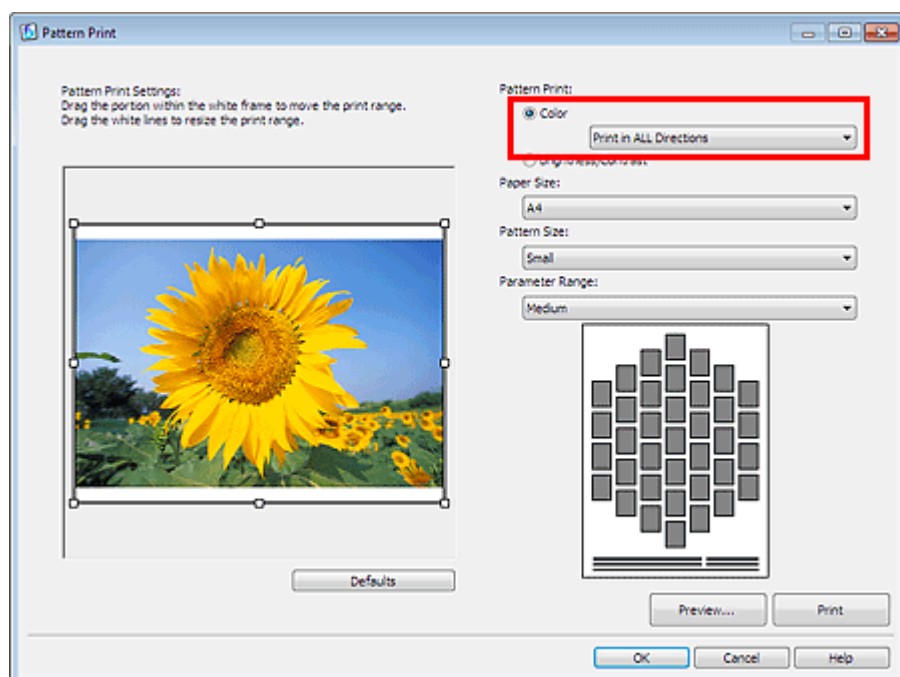 Pattern Print
Pattern Print Settings:
Drag the portion within the white frame to move the print range.
Drag the white lines to resize the print range.
Defaults
Pattern Print:
Color
Print in ALL Directions
Brightness/Contrast
Paper Size:
A4
Pattern Size:
Small
Parameter Range:
Medium
Preview...
Print
OK
Cancel
Help